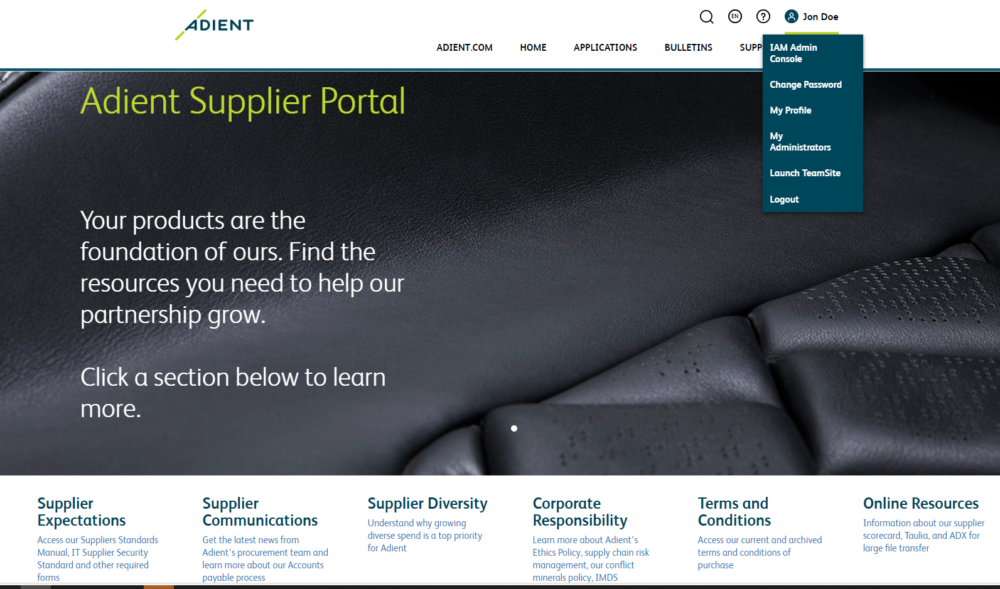 ADIENT
EN
?
Jon Doe
ADIENT.COM
HOME
APPLICATIONS
BULLETINS
SUPP
IAM Admin
Console
Change Password
My Profile
My
Administrators
Launch TeamSite
Logout
Adient Supplier Portal
Your products are the
foundation of ours. Find the
resources you need to help our
partnership grow.
Click a section below to learn
more.
Supplier
Expectations
Access our Suppliers Standards
Manual, IT Supplier Security
Standard and other required
forms
Supplier
Communications
Get the latest news from
Adient's procurement team and
learn more about our Accounts
payable process
Supplier Diversity
Understand why growing
diverse spend is a top priority
for Adient
Corporate
Responsibility
Learn more about Adient's
Ethics Policy, supply chain risk
management, our conflict
minerals policy, IMDS
Terms and
Conditions
Access our current and archived
terms and conditions of
purchase
Online Resources
Information about our supplier
scorecard, Taulia, and ADX for
large file transfer